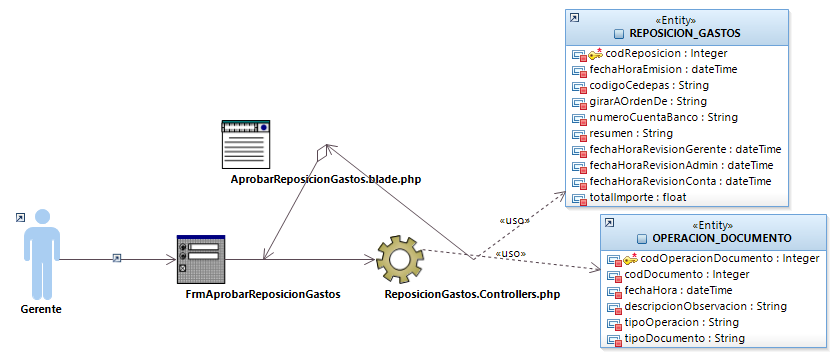 «Entity»
REPOSICION_GASTOS
codReposicion : Integer
fechaHoraEmision : dateTime
codigoCedepas : String
girarAOrdenDe : String
numeroCuentaBanco : String
resumen : String
fechaHoraRevisionGerente : dateTime
fechaHoraRevisionAdmin : dateTime
fechaHoraRevisionConta : dateTime
totalImporte : float
AprobarReposicionGastos.blade.php
«uso»
«uso»
«Entity»
OPERACION_DOCUMENTO
codOperacionDocumento : Integer
codDocumento : Integer
fechaHora : dateTime
descripcionObservacion : String
tipoOperacion : String
tipoDocumento : String
Gerente
FrmAprobarReposicionGastos
ReposicionGastos.Controllers.php